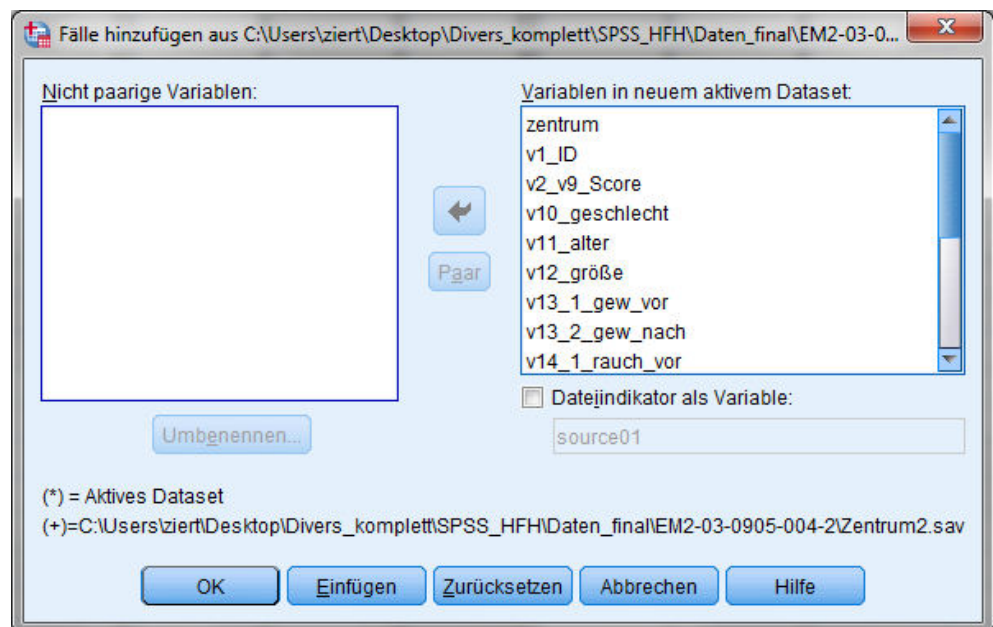 Fälle hinzufügen aus C:\Users\ziert\Desktop\Divers_komplett\SPSS_HFH\Daten_final\EM2-03-0...
Nicht paarige Variablen:
Variablen in neuem aktivem Dataset:
zentrum
v1_ID
v2_v9_Score
v10_geschlecht
v11_alter
v12_größe
v13_1_gew_vor
v13_2_gew_nach
v14_1_rauch_vor
Paar
Dateiindikator als Variable:
source01
Umbenennen...
(*) = Aktives Dataset
(+)=C:\Users\ziert\Desktop\Divers_komplett\SPSS_HFH\Daten_final\EM2-03-0905-004-2\Zentrum2.sav
OK
Einfügen
Zurücksetzen
Abbrechen
Hilfe